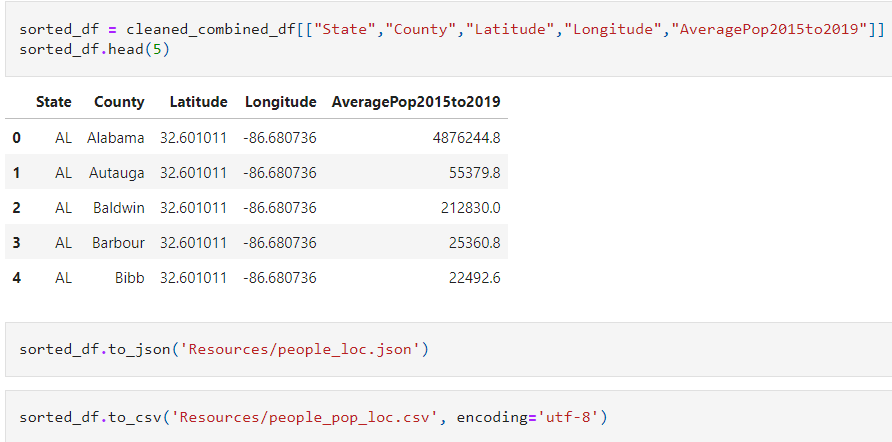 sorted_df = cleaned_combined_df[["State","County","Latitude","Longitude","AveragePop2015to2019"]]
sorted_df.head(5)
State County Latitude Longitude AveragePop2015to2019
0 AL Alabama 32.601011 -86.680736 4876244.8
1 AL Autauga 32.601011 -86.680736 55379.8
2 AL Baldwin 32.601011 -86.680736 212830.0
3 AL Barbour 32.601011 -86.680736 25360.8
4 AL Bibb 32.601011 -86.680736 22492.6
sorted_df.to_json('Resources/people_loc.json')
sorted_df.to_csv('Resources/people_pop_loc.csv', encoding='utf-8')